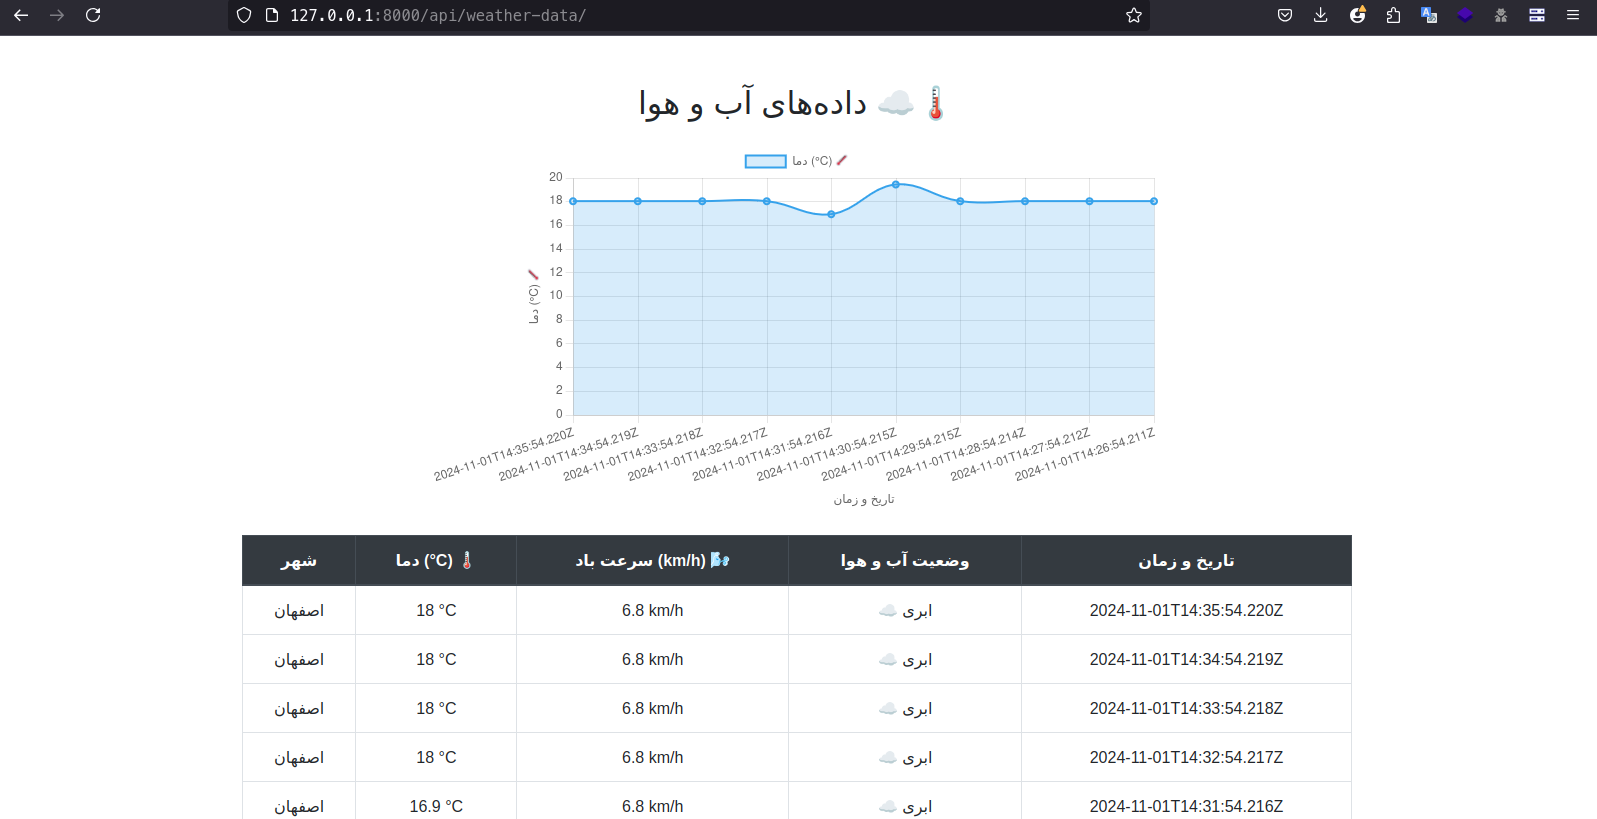 127.0.0.1:8000/api/weather-data/
داده‌های آب و هوا ☁️🌡️
دما (°C) 🌡️
20
18
16
14
12
10
8
6
4
2
0
دما (°C) 🌡️
2024-11-01T14:35:54.220Z
2024-11-01T14:34:54.219Z
2024-11-01T14:33:54.218Z
2024-11-01T14:32:54.217Z
2024-11-01T14:31:54.216Z
2024-11-01T14:30:54.215Z
2024-11-01T14:29:54.215Z
2024-11-01T14:28:54.214Z
2024-11-01T14:27:54.212Z
2024-11-01T14:26:54.211Z
تاریخ و زمان
شهر دما (°C) 🌡️ سرعت باد (km/h) 🌬️ وضعیت آب و هوا تاریخ و زمان
اصفهان 18 °C 6.8 km/h ابری ☁️ 2024-11-01T14:35:54.220Z
اصفهان 18 °C 6.8 km/h ابری ☁️ 2024-11-01T14:34:54.219Z
اصفهان 18 °C 6.8 km/h ابری ☁️ 2024-11-01T14:33:54.218Z
اصفهان 18 °C 6.8 km/h ابری ☁️ 2024-11-01T14:32:54.217Z
اصفهان 16.9 °C 6.8 km/h ابری ☁️ 2024-11-01T14:31:54.216Z